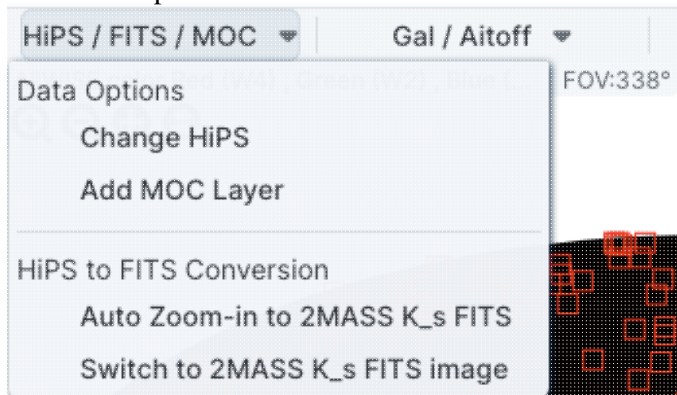 HiPS / FITS / MOC Gal / Aitoff
FOV:338°
Data Options
Change HiPS
Add MOC Layer
HiPS to FITS Conversion
Auto Zoom-in to 2MASS K_s FITS
Switch to 2MASS K_s FITS image